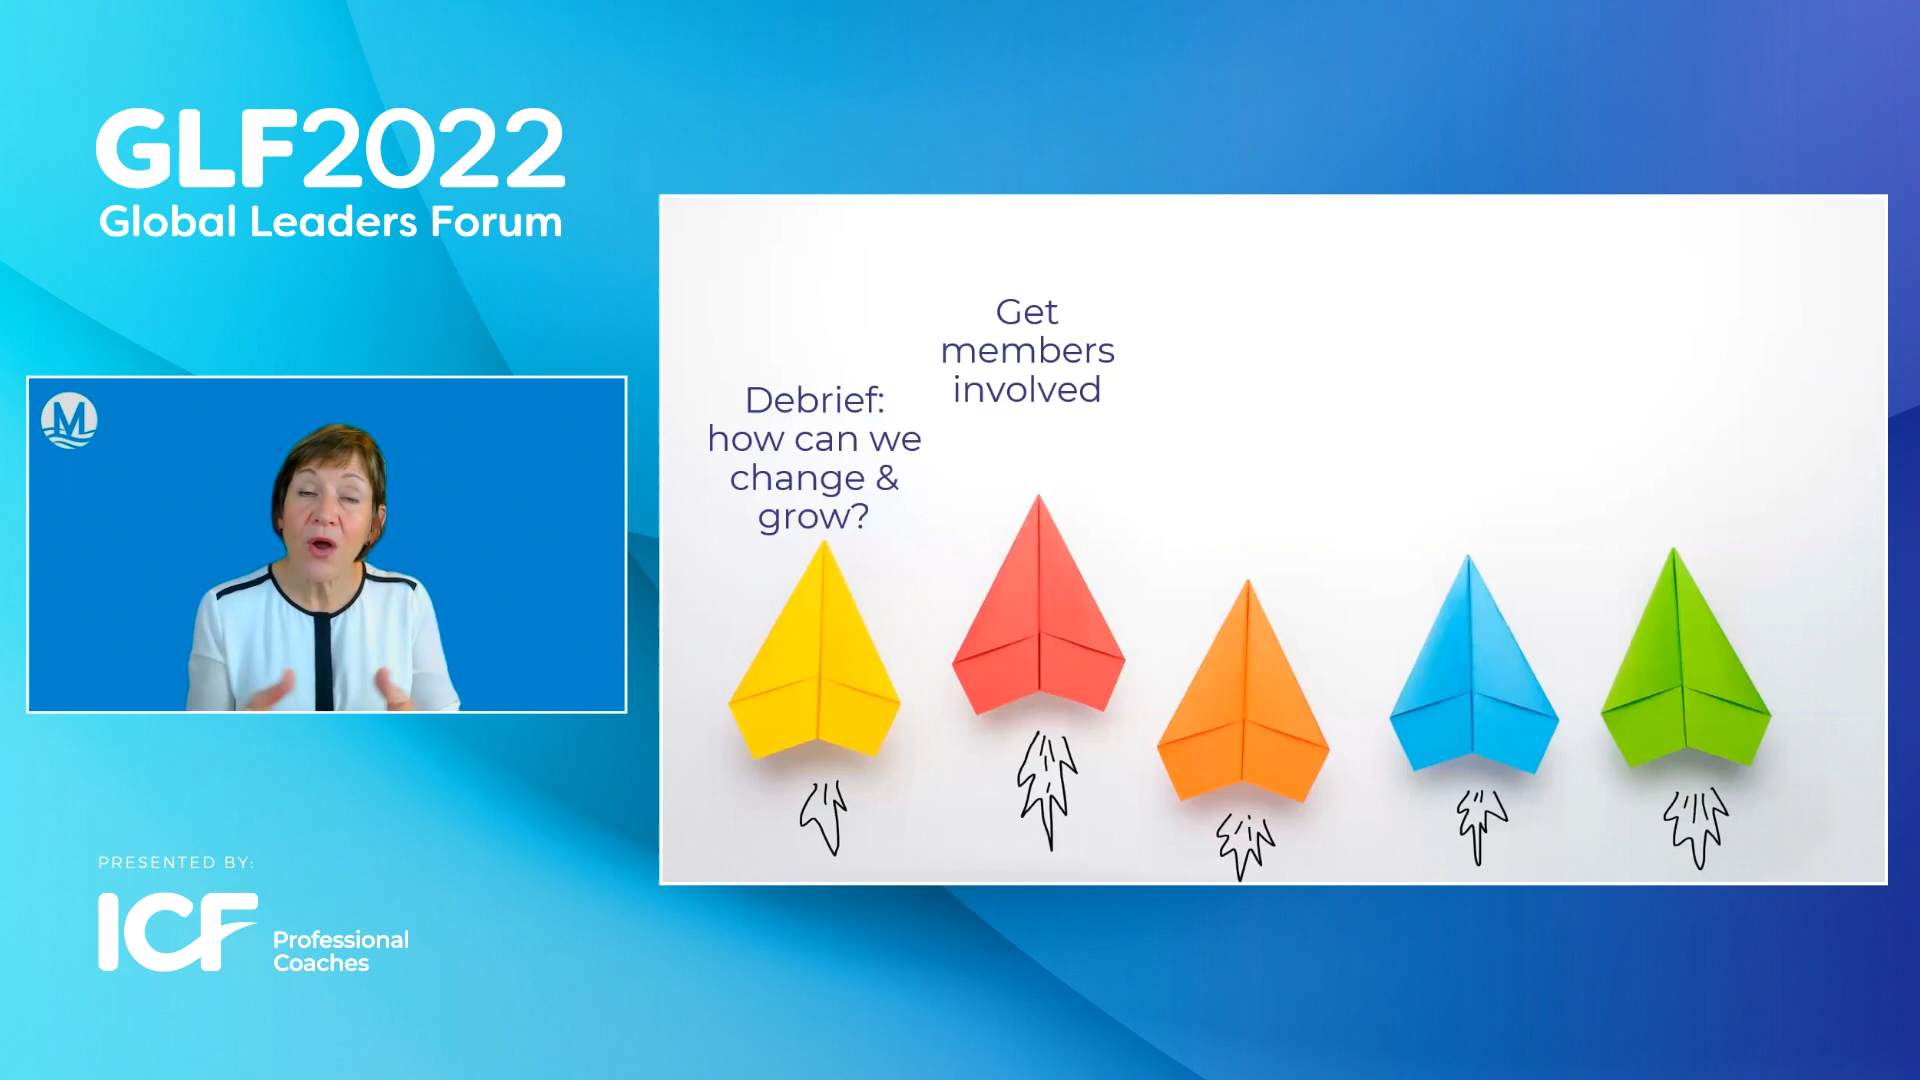 GLF2022
Global Leaders Forum
M
Get
members
involved
Debrief:
how can we
change &
grow?
PRESENTED BY:
ICF
Professional
Coaches